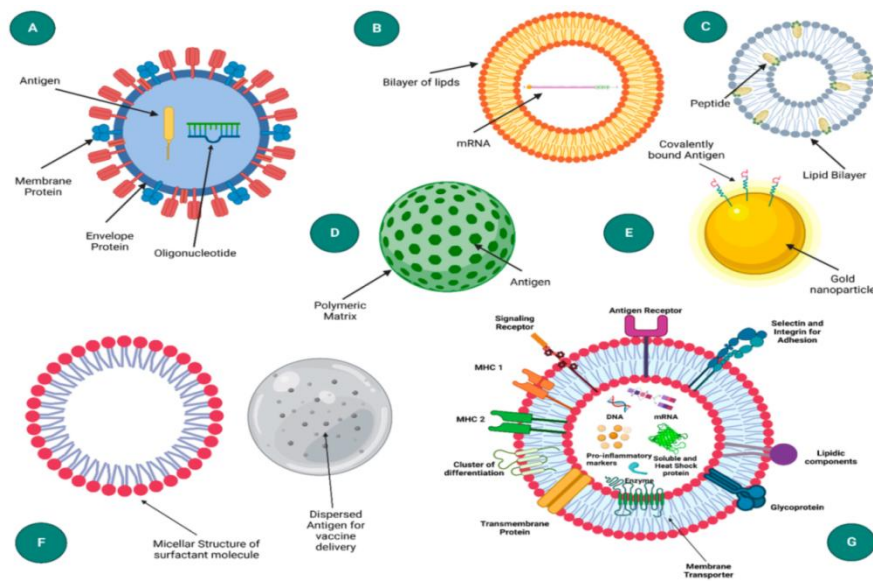 A
Antigen
Membrane
Protein
Envelope
Protein
Oligonucleotide
B
Bilayer of lipds
mRNA
C
Peptide
Lipid Bilayer
Covalently
bound Antigen
D
Antigen
Polymeric
Matrix
E
Gold
nanoparticle
Micellar Structure of
surfactant molecule
Dispersed
Antigen for
vaccine
delivery
F
Antigen Receptor
Signaling
Receptor
Selectin and
Integrin for
Adhesion
MHC 1
MHC 2
DNA
mRNA
Pro-inflammatory
markers
Soluble and
Heat Shock
protein
Enzyme
Cluster of
differentiation
Lipidic
components
Glycoprotein
Transmembrane
Protein
Membrane
Transporter
G